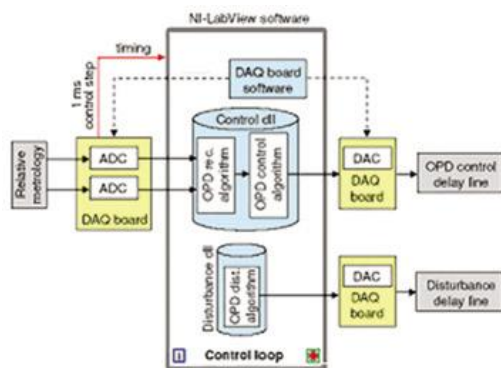 NI-LabView software
timing
1 ms
control step
DAQ board
software
Control dll
Relative
metrology
ADC
ADC
DAQ board
OPD rec.
algorithm
OPD control
algorithm
DAC
DAQ
board
OPD control
delay line
Disturbance dll
OPD dist.
algorithm
DAC
DAQ
board
Disturbance
delay line
i
Control loop